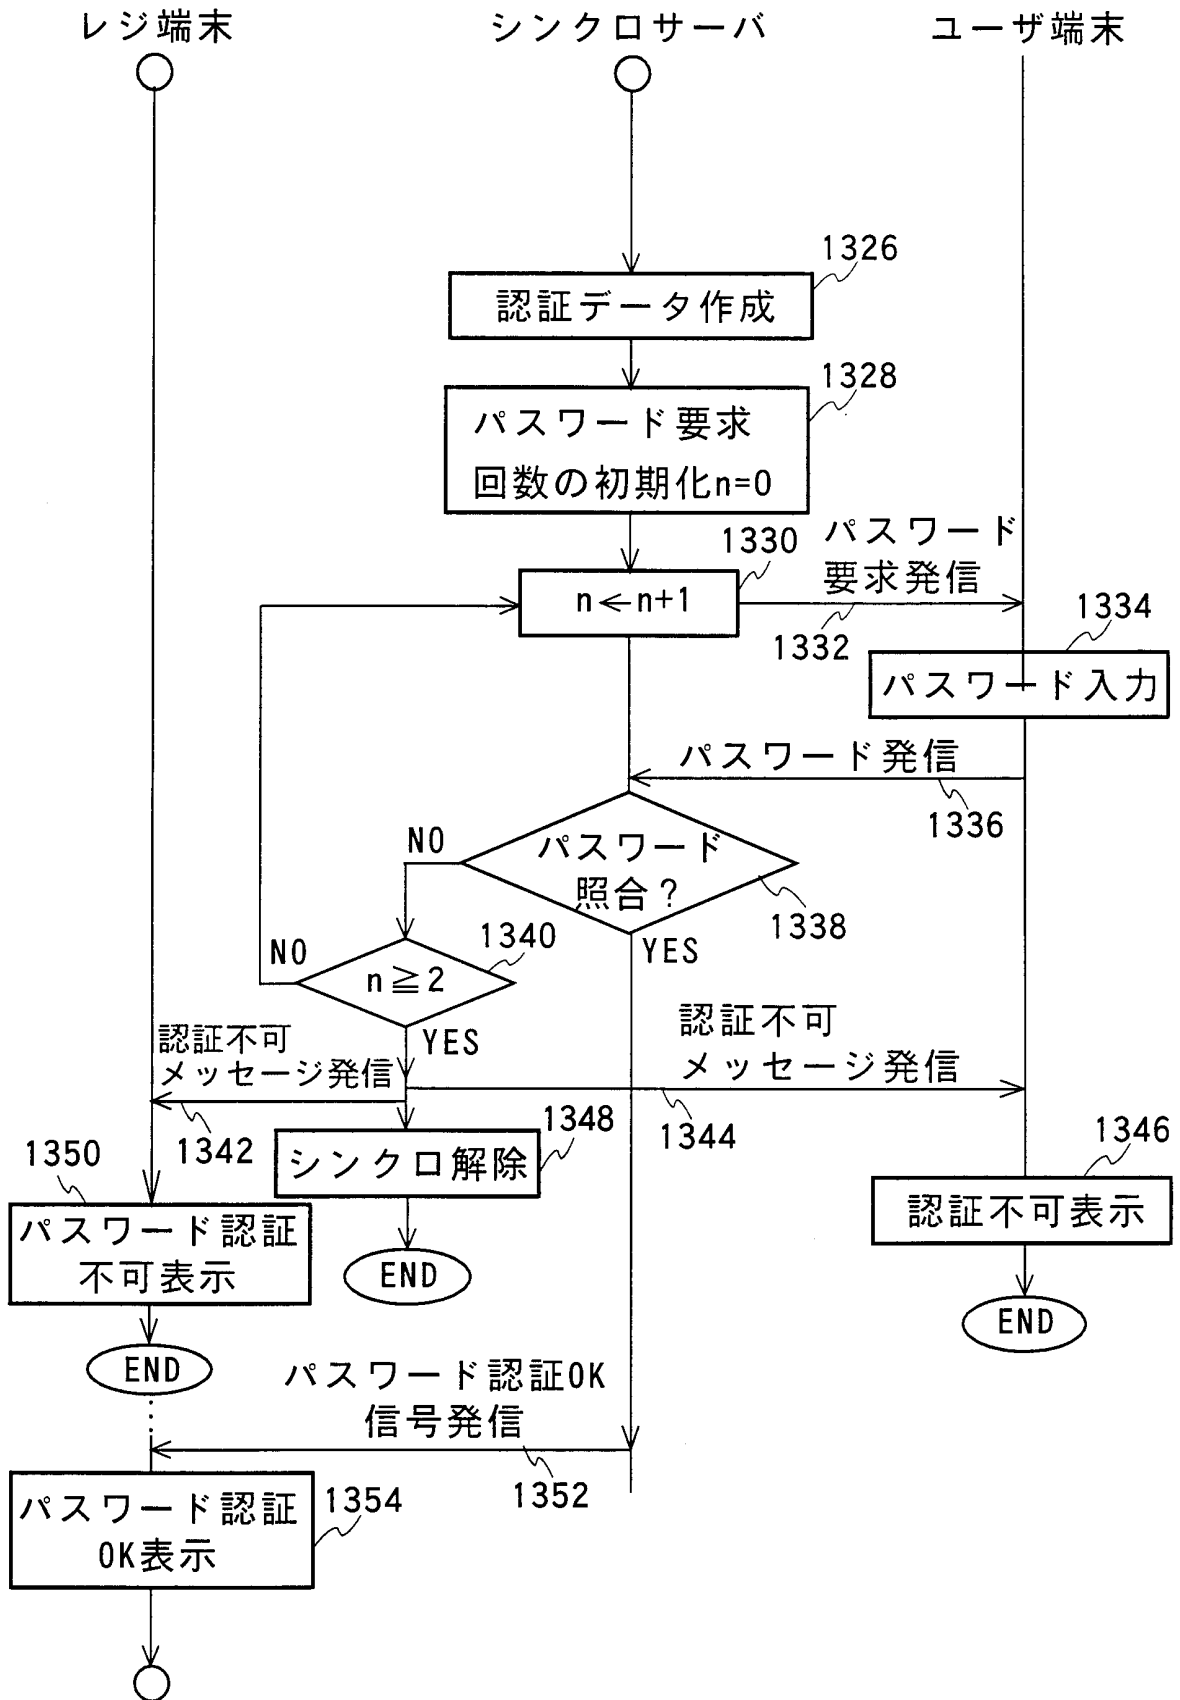 レジ端末
シンクロサーバ
ユーザ端末
1326
認証データ作成
1328
パスワード要求
回数の初期化n=0
1330
n←n+1
パスワード
要求発信
1332
1334
パスワード入力
パスワード発信
1336
パスワード
照合?
1338
NO
YES
1340
n≧2
NO
YES
認証不可
メッセージ発信
1342
認証不可
メッセージ発信
1344
1348
シンクロ解除
END
1346
認証不可表示
END
1350
パスワード認証
不可表示
END
パスワード認証OK
信号発信
1352
1354
パスワード認証
OK表示